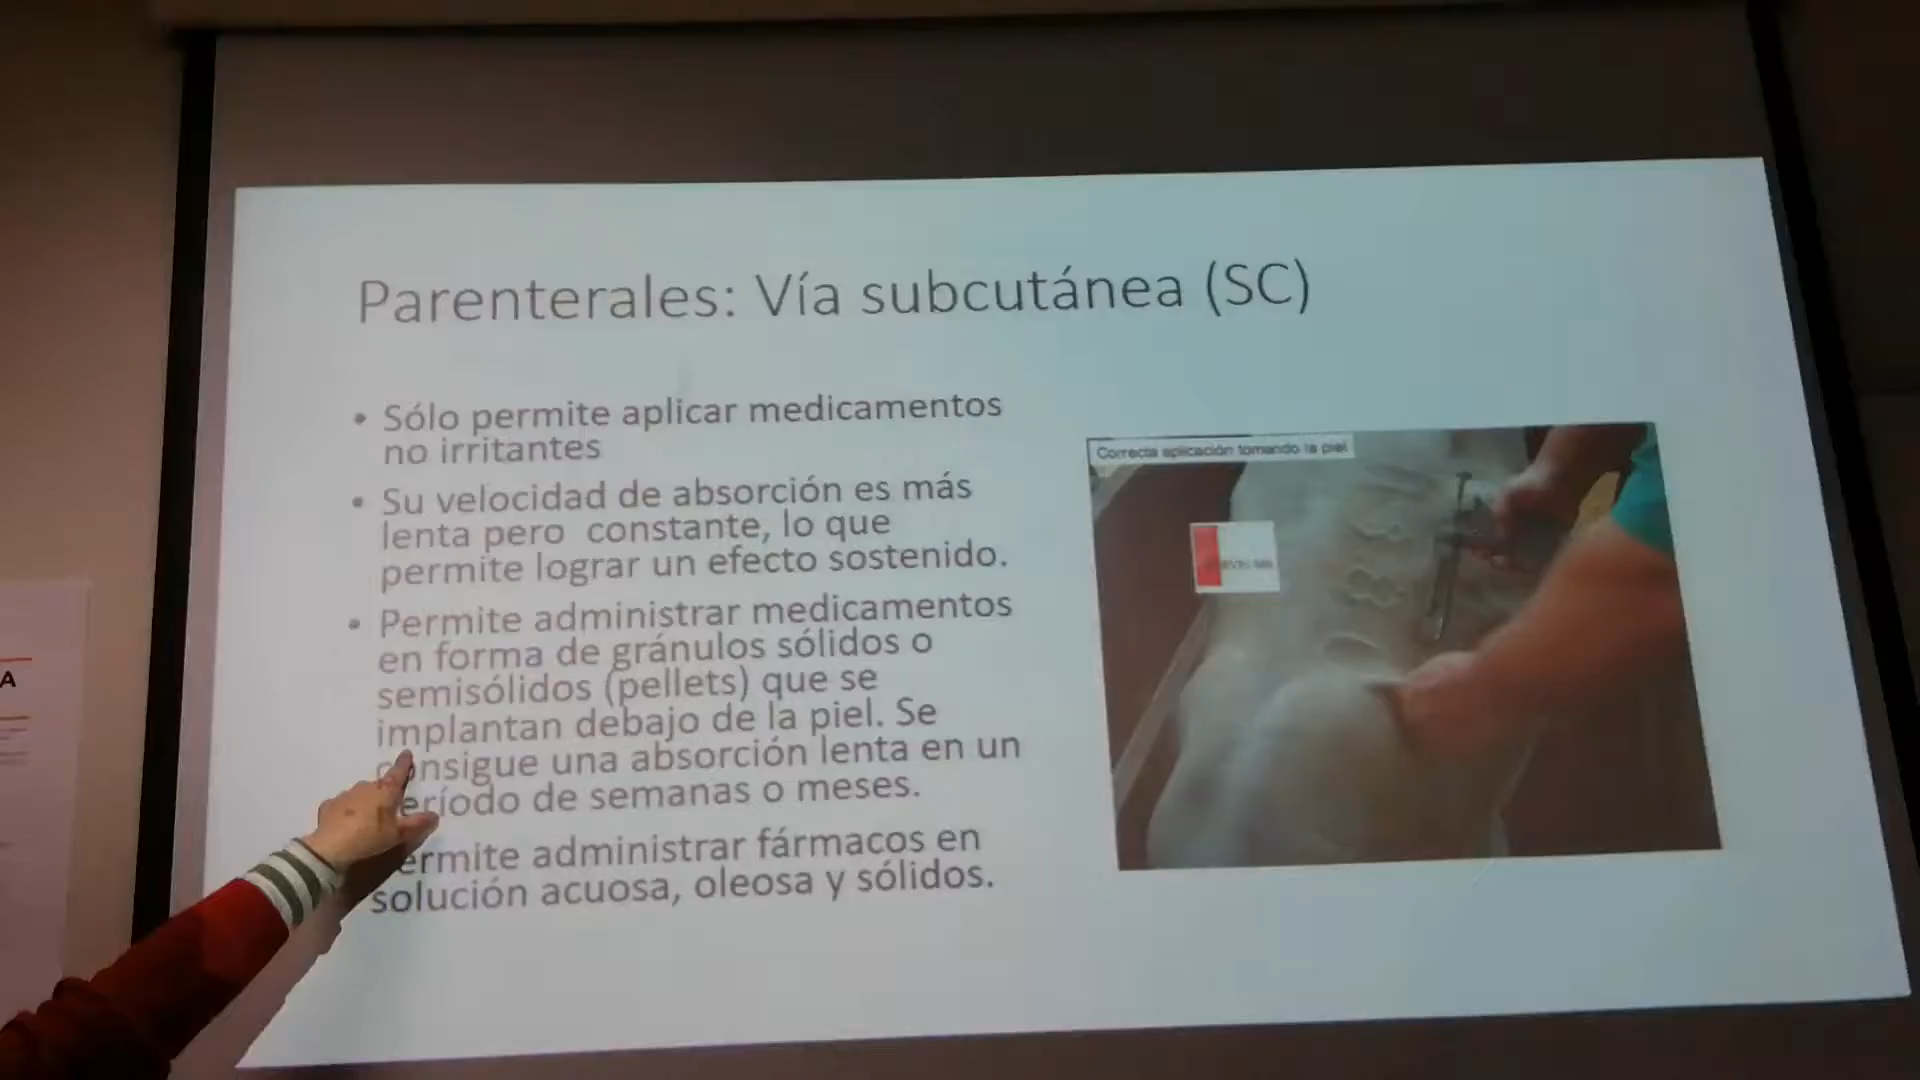 Parenterales: Vía subcutánea (SC)
• Sólo permite aplicar medicamentos
no irritantes
• Su velocidad de absorción es más
lenta pero constante, lo que
permite lograr un efecto sostenido.
• Permite administrar medicamentos
en forma de gránulos sólidos o
semisólidos (pellets) que se
implantan debajo de la piel. Se
consigue una absorción lenta en un
período de semanas o meses.
Permite administrar fármacos en
solución acuosa, oleosa y sólidos.
Correcta aplicación tomando la piel
A